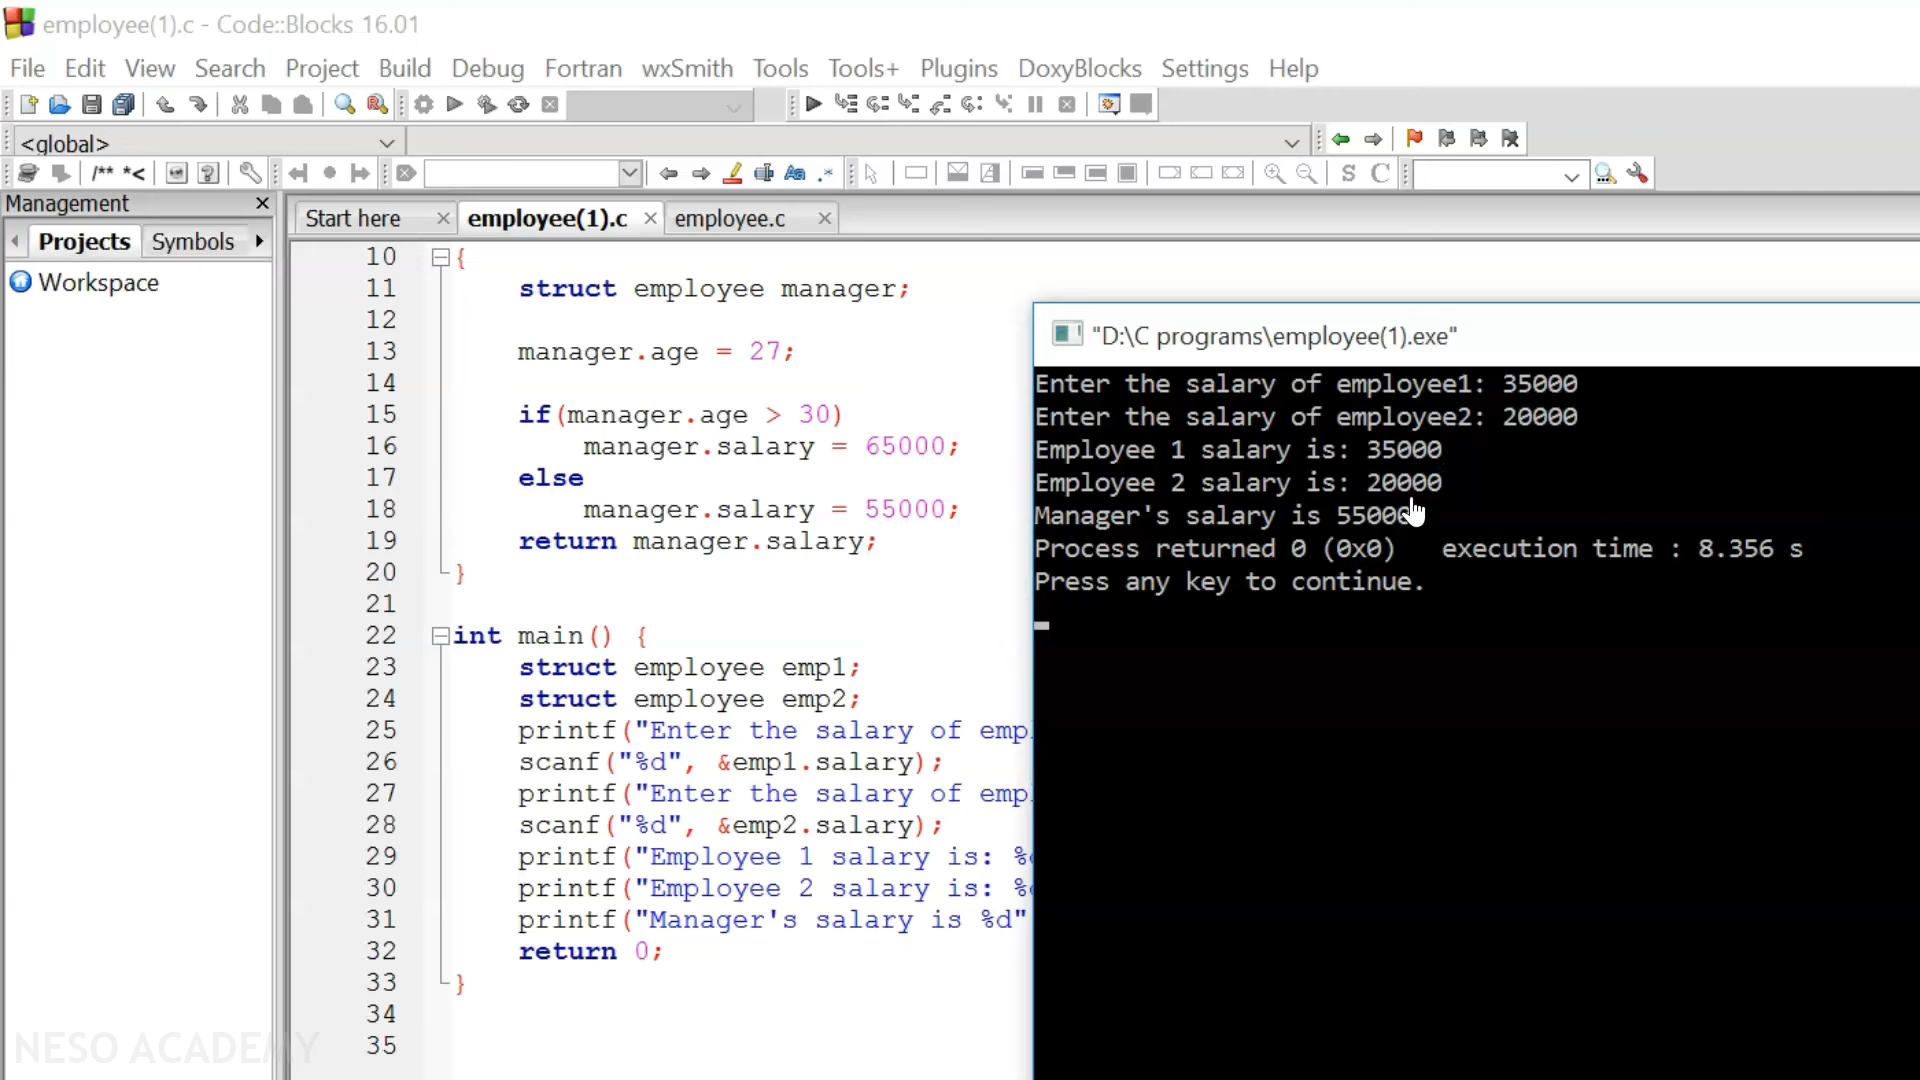 employee(1).c - Code::Blocks 16.01
File Edit View Search Project Build Debug Fortran wxSmith Tools Tools+ Plugins DoxyBlocks Settings Help
<global>
/** *<
S C
Management
Projects Symbols
Workspace
Start here employee(1).c employee.c
10 {
11 struct employee manager;
12
13 manager.age = 27;
14
15 if(manager.age > 30)
16 manager.salary = 65000;
17 else
18 manager.salary = 55000;
19 return manager.salary;
20 }
21
22 int main() {
23 struct employee emp1;
24 struct employee emp2;
25 printf("Enter the salary of emp
26 scanf("%d", &emp1.salary);
27 printf("Enter the salary of emp
28 scanf("%d", &emp2.salary);
29 printf("Employee 1 salary is: %
30 printf("Employee 2 salary is: %
31 printf("Manager's salary is %d"
32 return 0;
33 }
34
35
"D:\C programs\employee(1).exe"
Enter the salary of employee1: 35000
Enter the salary of employee2: 20000
Employee 1 salary is: 35000
Employee 2 salary is: 20000
Manager's salary is 55000
Process returned 0 (0x0) execution time : 8.356 s
Press any key to continue.
NESO ACADEMY